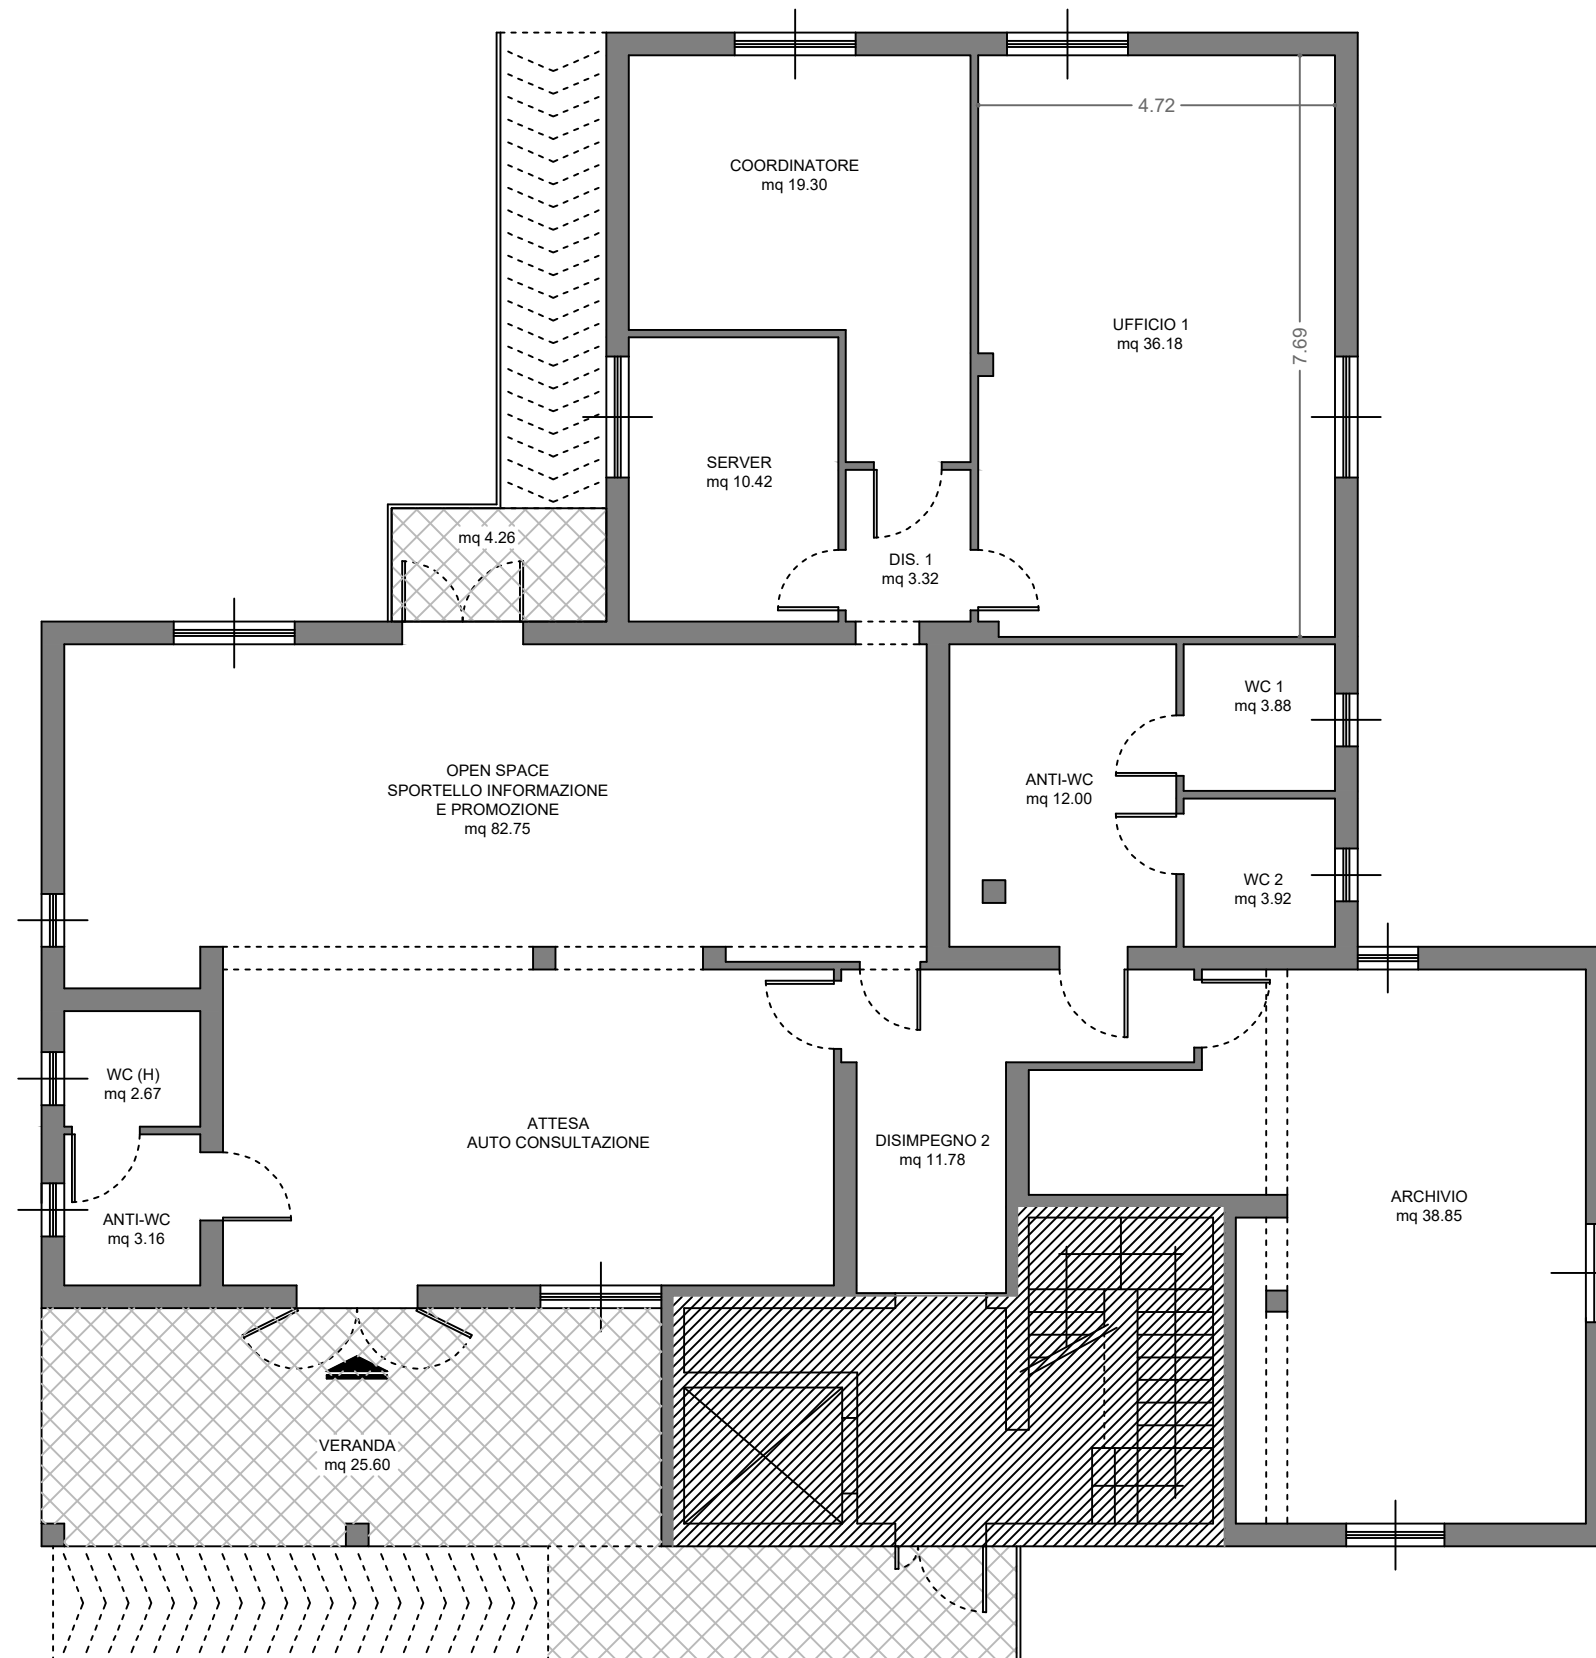 4.72
COORDINATORE
mq 19.30
UFFICIO 1
mq 36.18
7.69
SERVER
mq 10.42
mq 4.26
DIS. 1
mq 3.32
WC 1
mq 3.88
OPEN SPACE
SPORTELLO INFORMAZIONE
E PROMOZIONE
mq 82.75
ANTI-WC
mq 12.00
WC 2
mq 3.92
WC (H)
mq 2.67
ATTESA
AUTO CONSULTAZIONE
DISIMPEGNO 2
mq 11.78
ARCHIVIO
mq 38.85
ANTI-WC
mq 3.16
VERANDA
mq 25.60